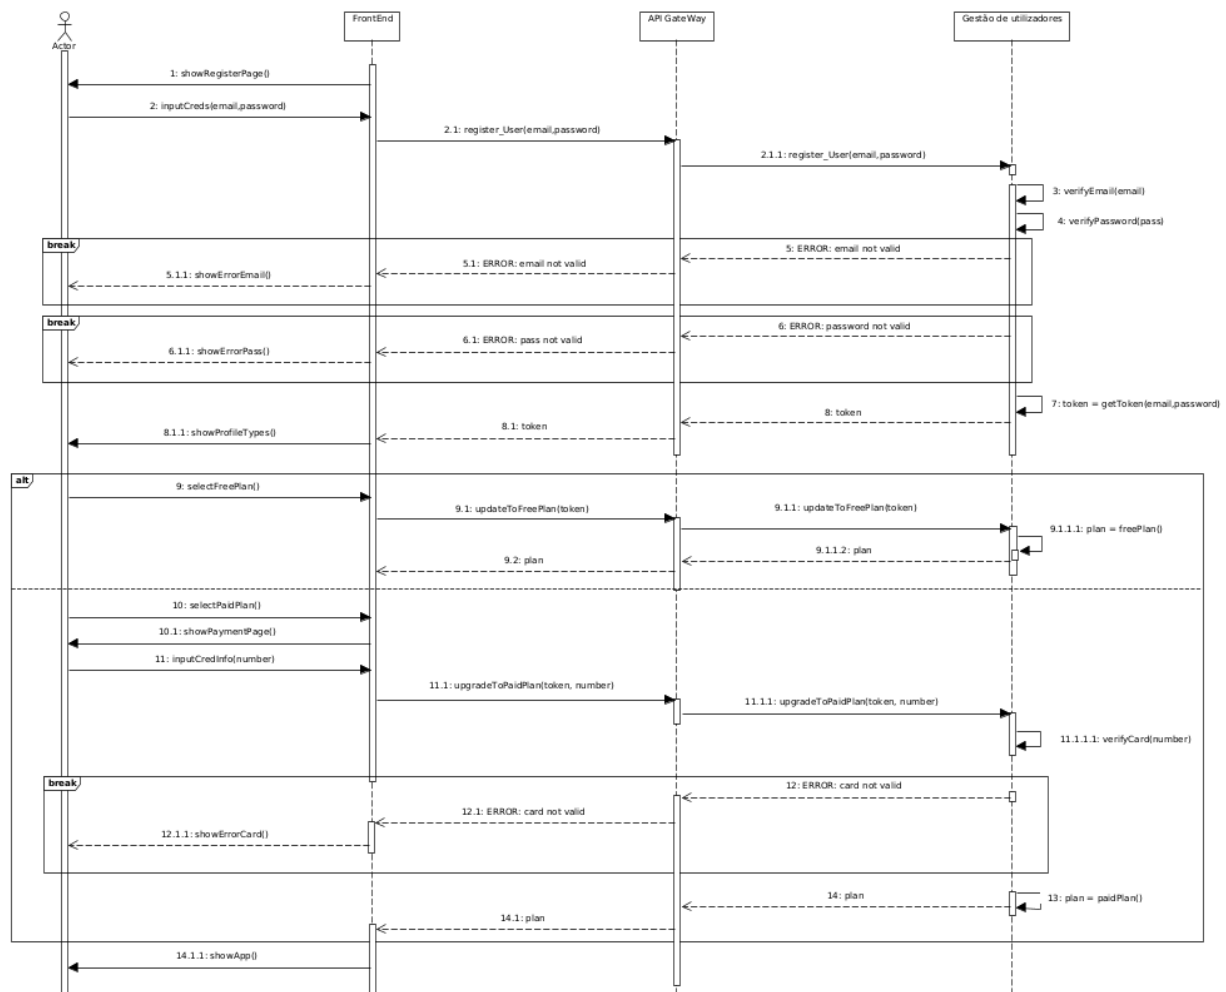 Actor
FrontEnd
API GateWay
Gestão de utilizadores
1: showRegisterPage()
2: inputCreds(email,password)
2.1: register_User(email,password)
2.1.1: register_User(email,password)
3: verifyEmail(email)
4: verifyPassword(pass)
break
5: ERROR: email not valid
5.1: ERROR: email not valid
5.1.1: showErrorEmail()
break
6: ERROR: password not valid
6.1: ERROR: pass not valid
6.1.1: showErrorPass()
7: token = getToken(email,password)
8: token
8.1: token
8.1.1: showProfileTypes()
alt
9: selectFreePlan()
9.1: updateToFreePlan(token)
9.1.1: updateToFreePlan(token)
9.1.1.1: plan = freePlan()
9.1.1.2: plan
9.2: plan
10: selectPaidPlan()
10.1: showPaymentPage()
11: inputCredInfo(number)
11.1: upgradeToPaidPlan(token, number)
11.1.1: upgradeToPaidPlan(token, number)
11.1.1.1: verifyCard(number)
break
12: ERROR: card not valid
12.1: ERROR: card not valid
12.1.1: showErrorCard()
13: plan = paidPlan()
14: plan
14.1: plan
14.1.1: showApp()